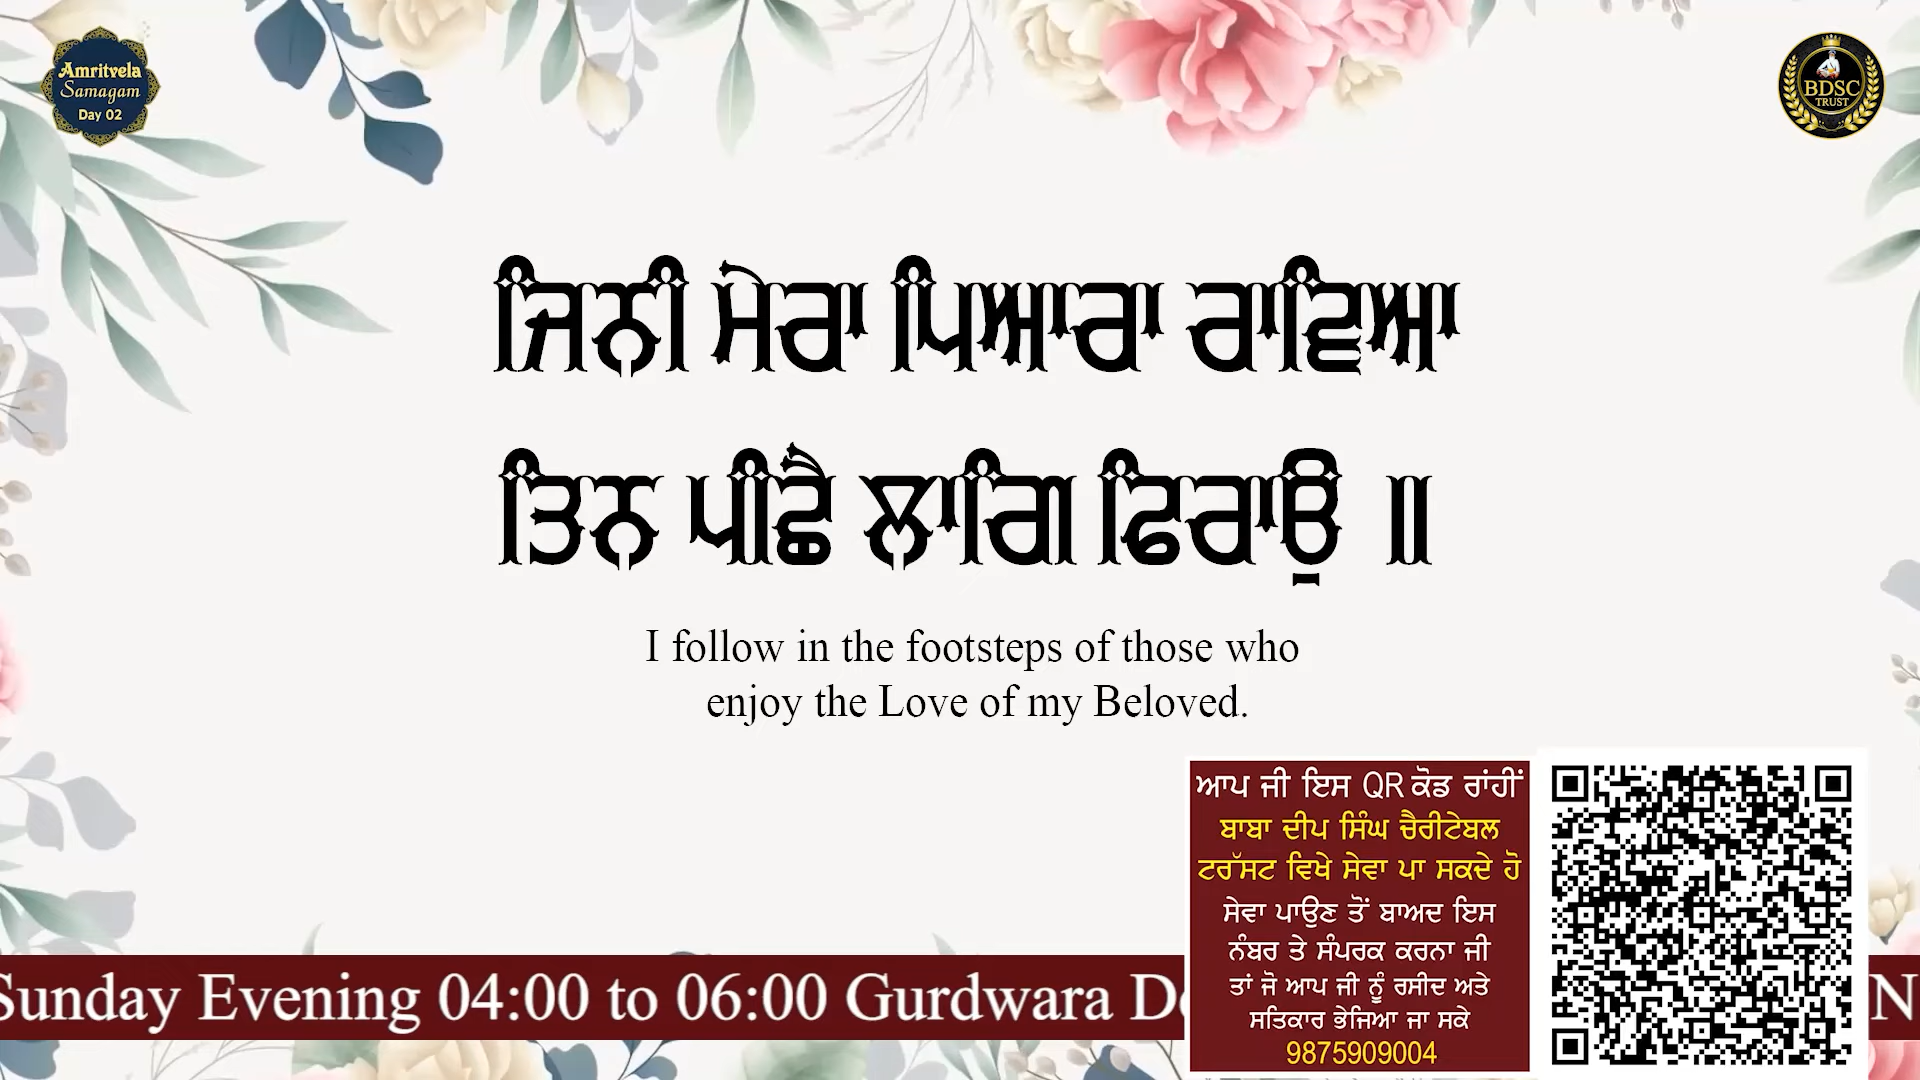 Amritvela
Samagam
Day 02
BDSC
TRUST
ਜਿਨੀ ਮੇਰਾ ਪਿਆਰਾ ਰਾਵਿਆ
ਤਿਨ ਪੀਛੈ ਲਾਗਿ ਫਿਰਾਉ ॥
I follow in the footsteps of those who
enjoy the Love of my Beloved.
ਆਪ ਜੀ ਇਸ QR ਕੋਡ ਰਾਂਹੀਂ
ਬਾਬਾ ਦੀਪ ਸਿੰਘ ਚੈਰੀਟੇਬਲ
ਟਰੱਸਟ ਵਿਖੇ ਸੇਵਾ ਪਾ ਸਕਦੇ ਹੋ
ਸੇਵਾ ਪਾਉਣ ਤੋਂ ਬਾਅਦ ਇਸ
ਨੰਬਰ ਤੇ ਸੰਪਰਕ ਕਰਨਾ ਜੀ
ਤਾਂ ਜੋ ਆਪ ਜੀ ਨੂੰ ਰਸੀਦ ਅਤੇ
ਸਤਿਕਾਰ ਭੇਜਿਆ ਜਾ ਸਕੇ
9875909004
Sunday Evening 04:00 to 06:00 Gurdwara